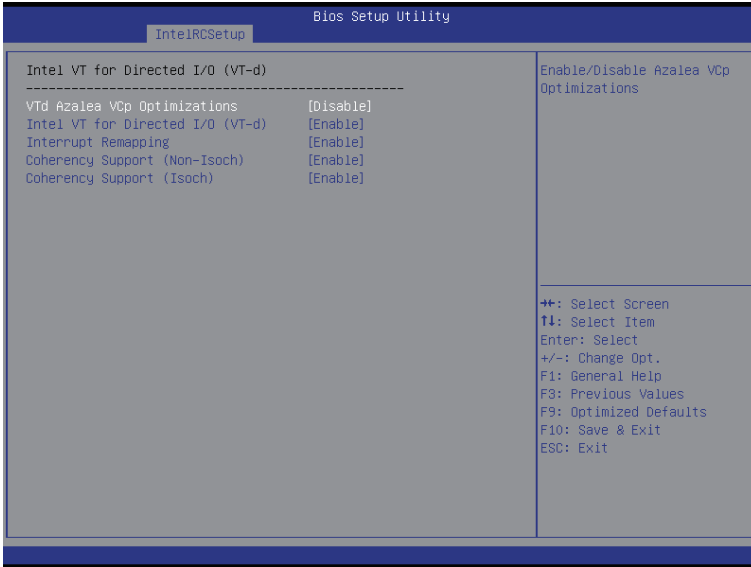 Bios Setup Utility
IntelRCSetup
Intel VT for Directed I/O (VT-d)
--------------------------------------------------
VTd Azalea VCp Optimizations [Disable]
Intel VT for Directed I/O (VT-d) [Enable]
Interrupt Remapping [Enable]
Coherency Support (Non-Isoch) [Enable]
Coherency Support (Isoch) [Enable]
Enable/Disable Azalea VCp
Optimizations
→←: Select Screen
↑↓: Select Item
Enter: Select
+/-: Change Opt.
F1: General Help
F3: Previous Values
F9: Optimized Defaults
F10: Save & Exit
ESC: Exit